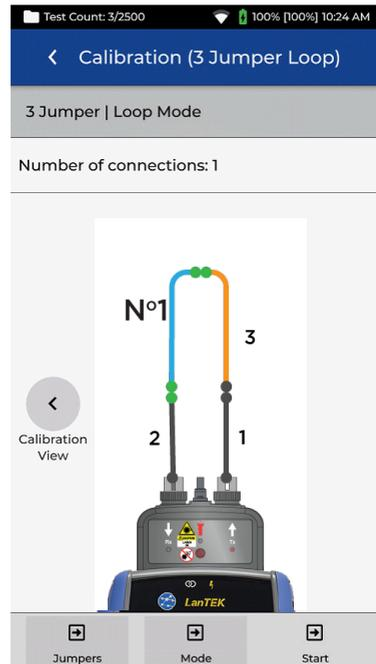 Test Count: 3/2500 100% [100%] 10:24 AM
Calibration (3 Jumper Loop)
3 Jumper | Loop Mode
Number of connections: 1
Nº1
3
Calibration
View
2
1
Rx
Tx
LanTEK
Jumpers
Mode
Start